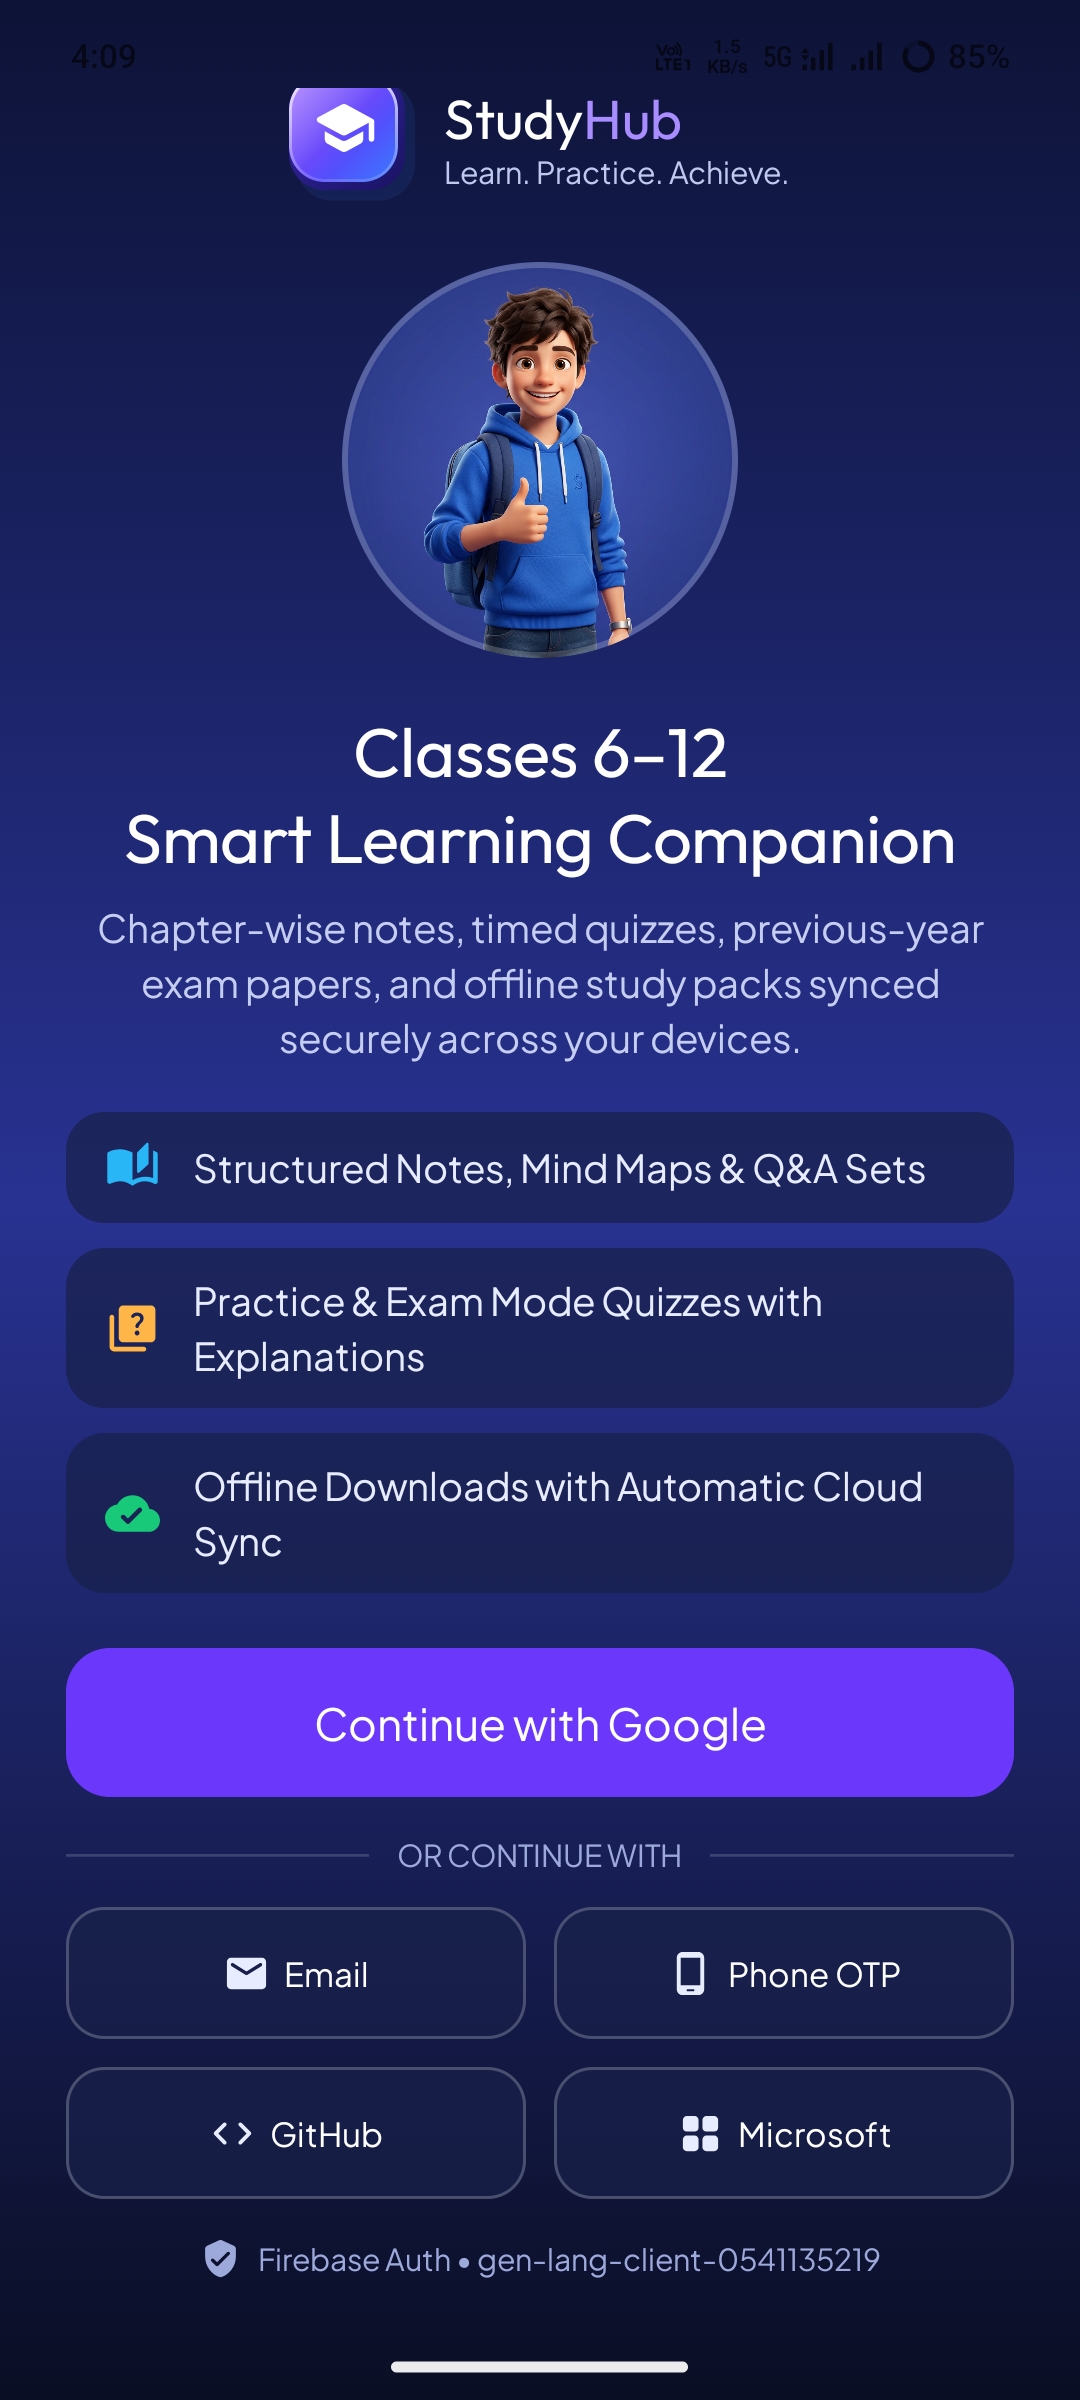 4:09
Vo)) LTE1 1.5 KB/s 5G 85%
StudyHub
Learn. Practice. Achieve.
Classes 6–12
Smart Learning Companion
Chapter-wise notes, timed quizzes, previous-year
exam papers, and offline study packs synced
securely across your devices.
Structured Notes, Mind Maps & Q&A Sets
Practice & Exam Mode Quizzes with
Explanations
Offline Downloads with Automatic Cloud
Sync
Continue with Google
OR CONTINUE WITH
Email
Phone OTP
GitHub
Microsoft
Firebase Auth • gen-lang-client-0541135219